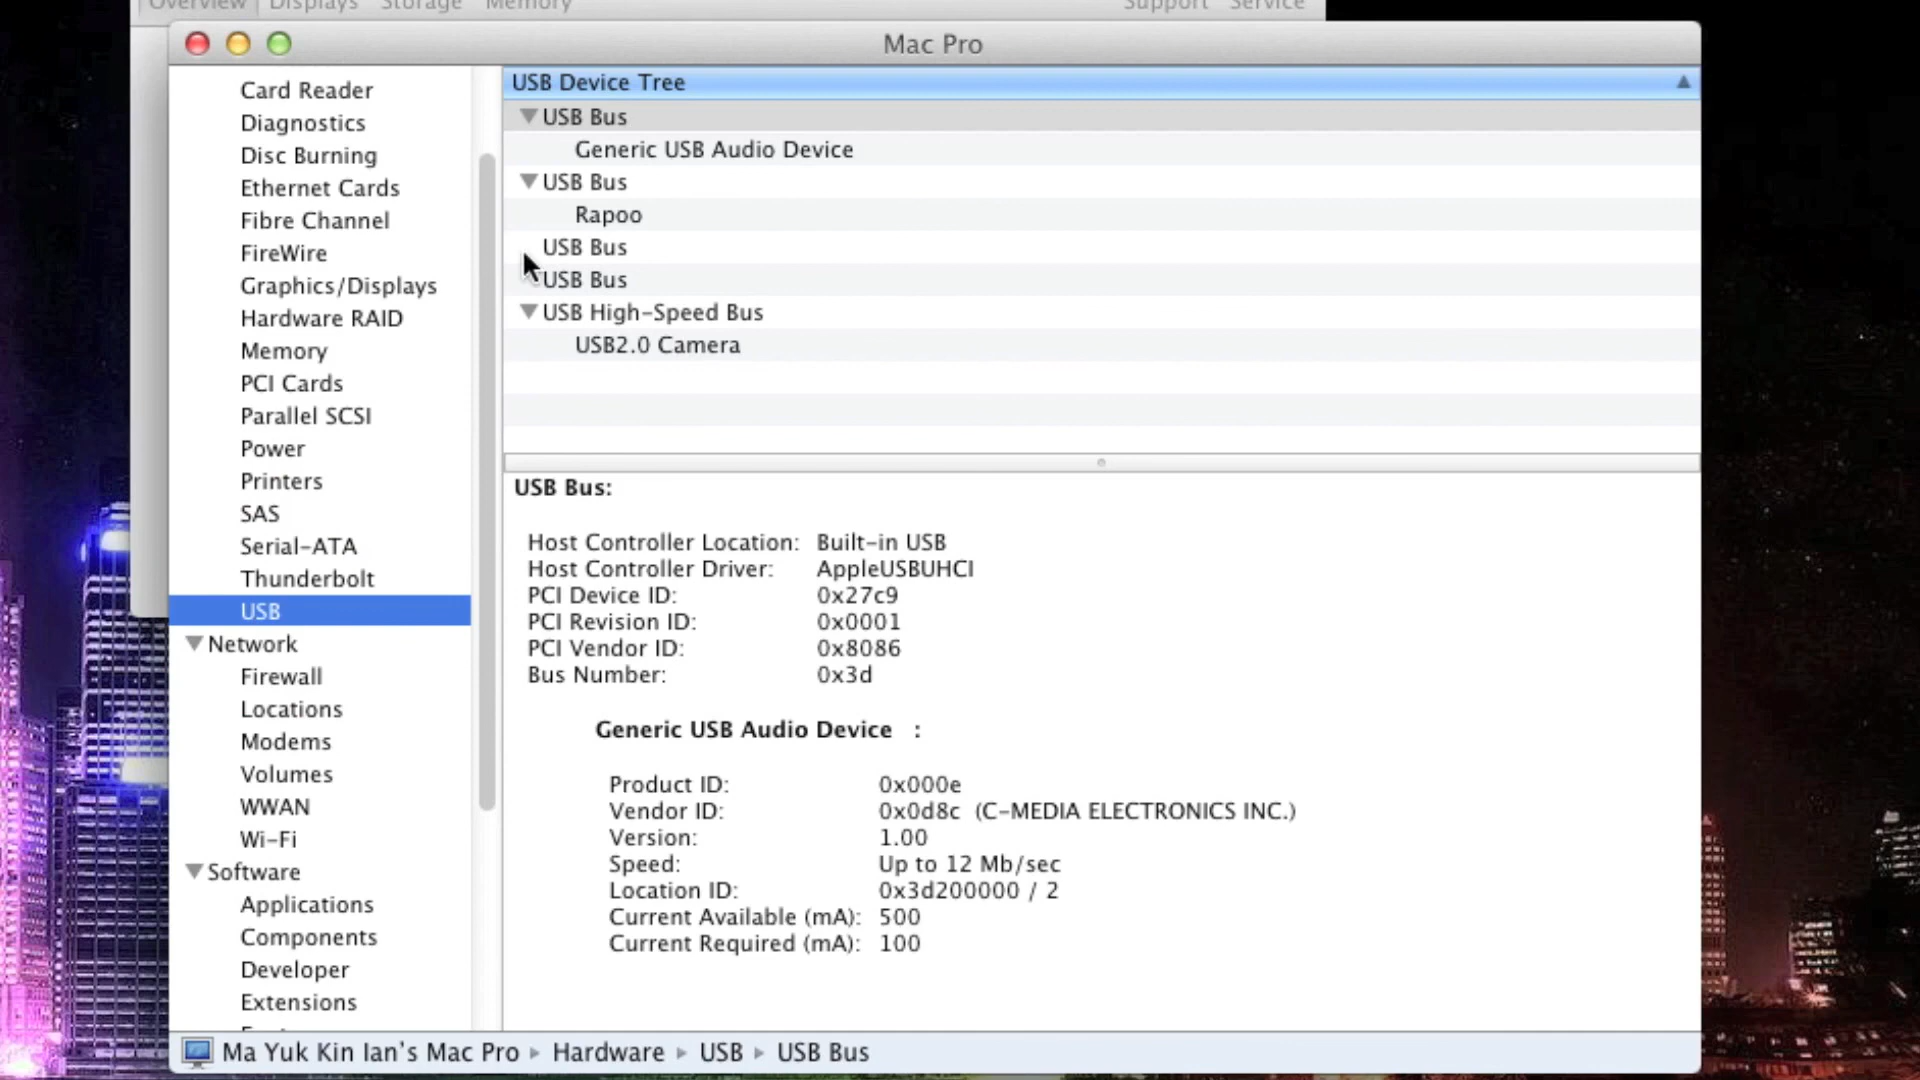 Overview Displays Storage Memory Support Service
Mac Pro
Card Reader
Diagnostics
Disc Burning
Ethernet Cards
Fibre Channel
FireWire
Graphics/Displays
Hardware RAID
Memory
PCI Cards
Parallel SCSI
Power
Printers
SAS
Serial-ATA
Thunderbolt
USB
Network
Firewall
Locations
Modems
Volumes
WWAN
Wi-Fi
Software
Applications
Components
Developer
Extensions
USB Device Tree
USB Bus
Generic USB Audio Device
USB Bus
Rapoo
USB Bus
USB Bus
USB High-Speed Bus
USB2.0 Camera
USB Bus:
Host Controller Location: Built-in USB
Host Controller Driver: AppleUSBUHCI
PCI Device ID: 0x27c9
PCI Revision ID: 0x0001
PCI Vendor ID: 0x8086
Bus Number: 0x3d
Generic USB Audio Device :
Product ID: 0x000e
Vendor ID: 0x0d8c (C-MEDIA ELECTRONICS INC.)
Version: 1.00
Speed: Up to 12 Mb/sec
Location ID: 0x3d200000 / 2
Current Available (mA): 500
Current Required (mA): 100
Ma Yuk Kin Ian's Mac Pro ▸ Hardware ▸ USB ▸ USB Bus